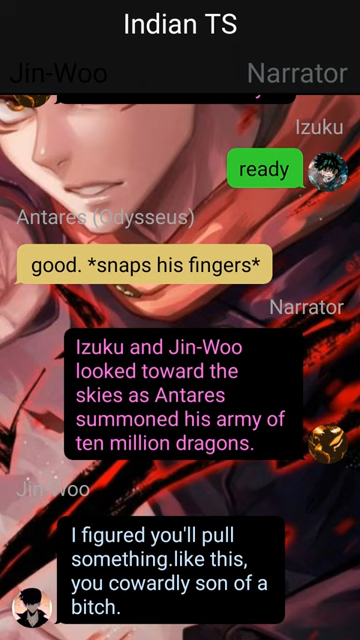 Indian TS
Jin-Woo
Narrator
Izuku
ready
Antares (Odysseus)
good. *snaps his fingers*
Narrator
Izuku and Jin-Woo
looked toward the
skies as Antares
summoned his army of
ten million dragons.
Jin-Woo
I figured you'll pull
something.like this,
you cowardly son of a
bitch.